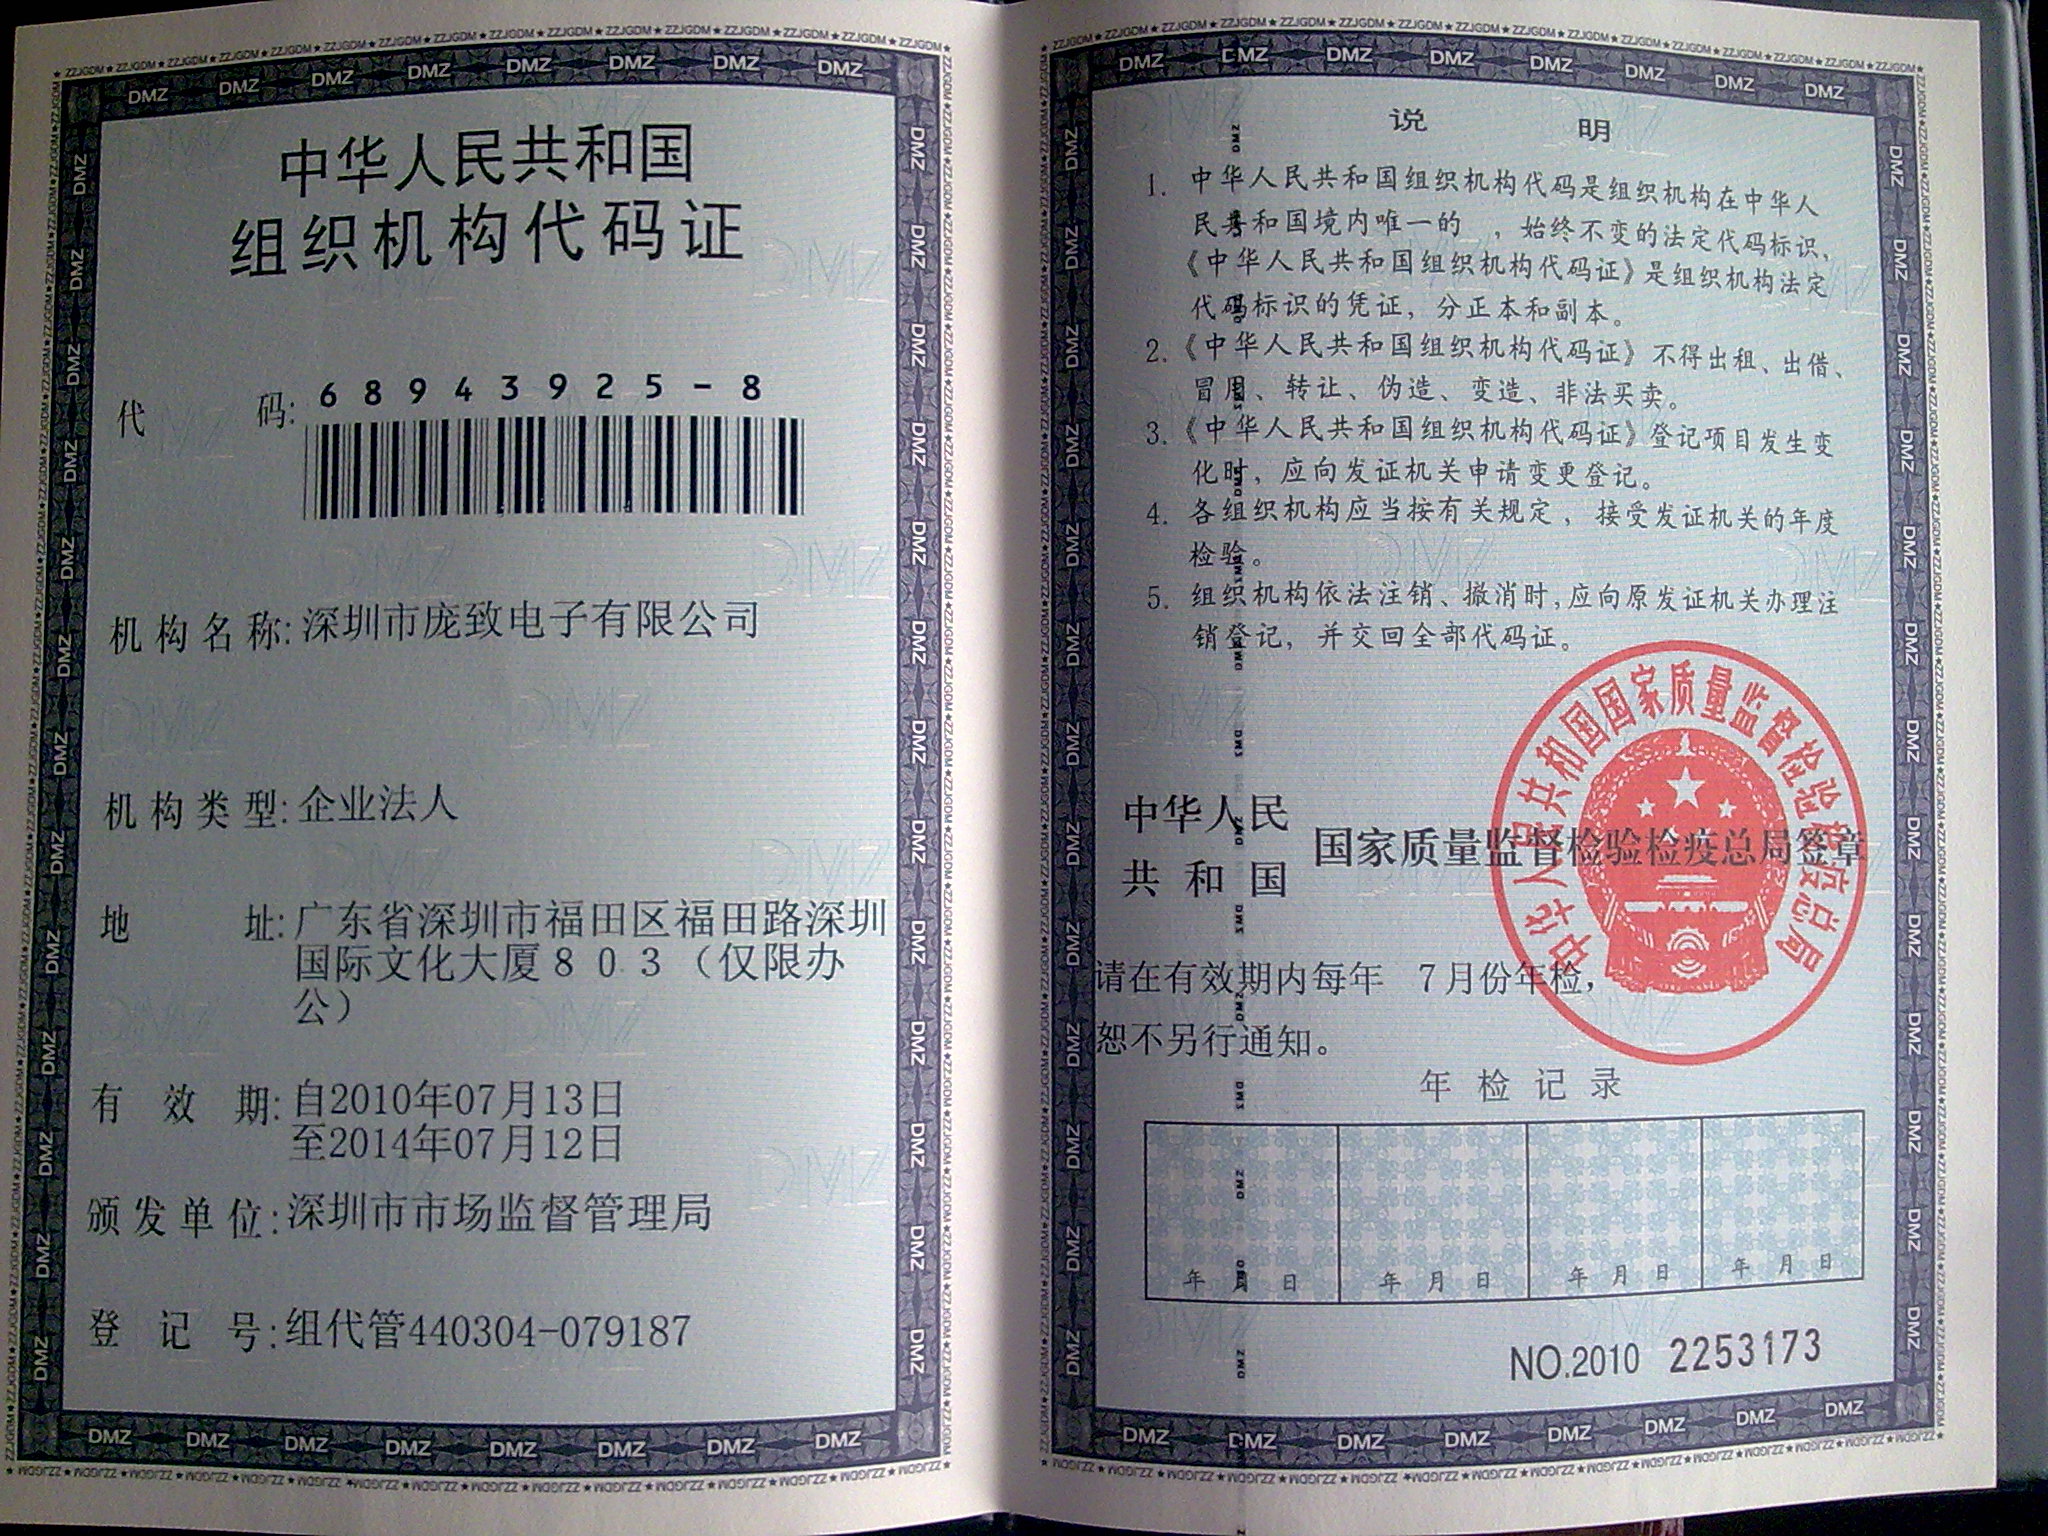 中华人民共和国
组织机构代码证
代 码: 68943925-8
机构名称: 深圳市庞致电子有限公司
机构类型: 企业法人
地 址: 广东省深圳市福田区福田路深圳
国际文化大厦803（仅限办
公）
有 效 期: 自2010年07月13日
至2014年07月12日
颁发单位: 深圳市市场监督管理局
登 记 号: 组代管440304-079187
说 明
1. 中华人民共和国组织机构代码是组织机构在中华人
民共和国境内唯一的 ，始终不变的法定代码标识，
《中华人民共和国组织机构代码证》是组织机构法定
代码标识的凭证，分正本和副本。
2. 《中华人民共和国组织机构代码证》不得出租、出借、
冒用、转让、伪造、变造、非法买卖。
3. 《中华人民共和国组织机构代码证》登记项目发生变
化时，应向发证机关申请变更登记。
4. 各组织机构应当按有关规定，接受发证机关的年度
检验。
5. 组织机构依法注销、撤消时，应向原发证机关办理注
销登记，并交回全部代码证。
中华人民共和国国家质量监督检验检疫总局
中华人民
共和国
国家质量监督检验检疫总局签章
请在有效期内每年 7月份年检，
恕不另行通知。
年检记录
年 月 日 年 月 日 年 月 日 年 月 日
NO.2010 2253173